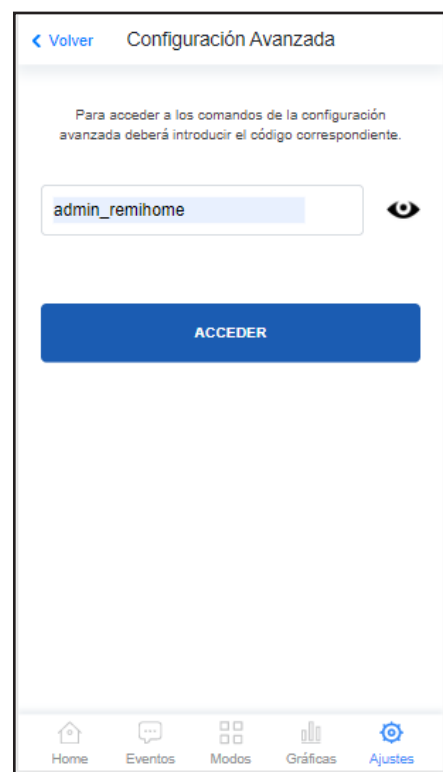 Volver Configuración Avanzada
Para acceder a los comandos de la configuración
avanzada deberá introducir el código correspondiente.
admin_remihome
ACCEDER
Home Eventos Modos Gráficas Ajustes